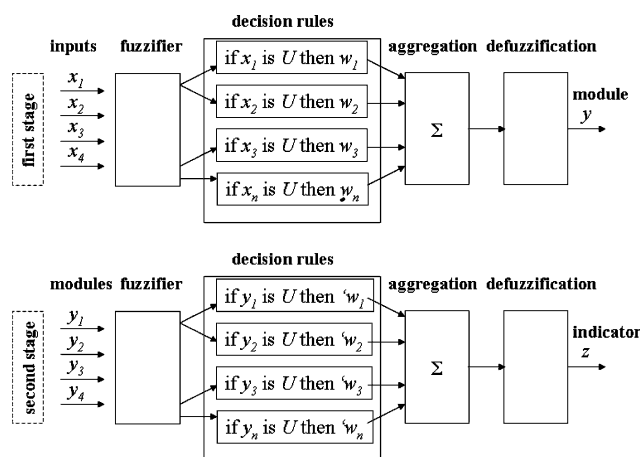 decision rules
inputs fuzzifier aggregation defuzzification
first stage
x1
x2
x3
x4
if x1 is U then w1
if x2 is U then w2
if x3 is U then w3
if xn is U then wn
Σ
module
y
decision rules
modules fuzzifier aggregation defuzzification
second stage
y1
y2
y3
y4
if y1 is U then ‘w1
if y2 is U then ‘w2
if y3 is U then ‘w3
if yn is U then ‘wn
Σ
indicator
z